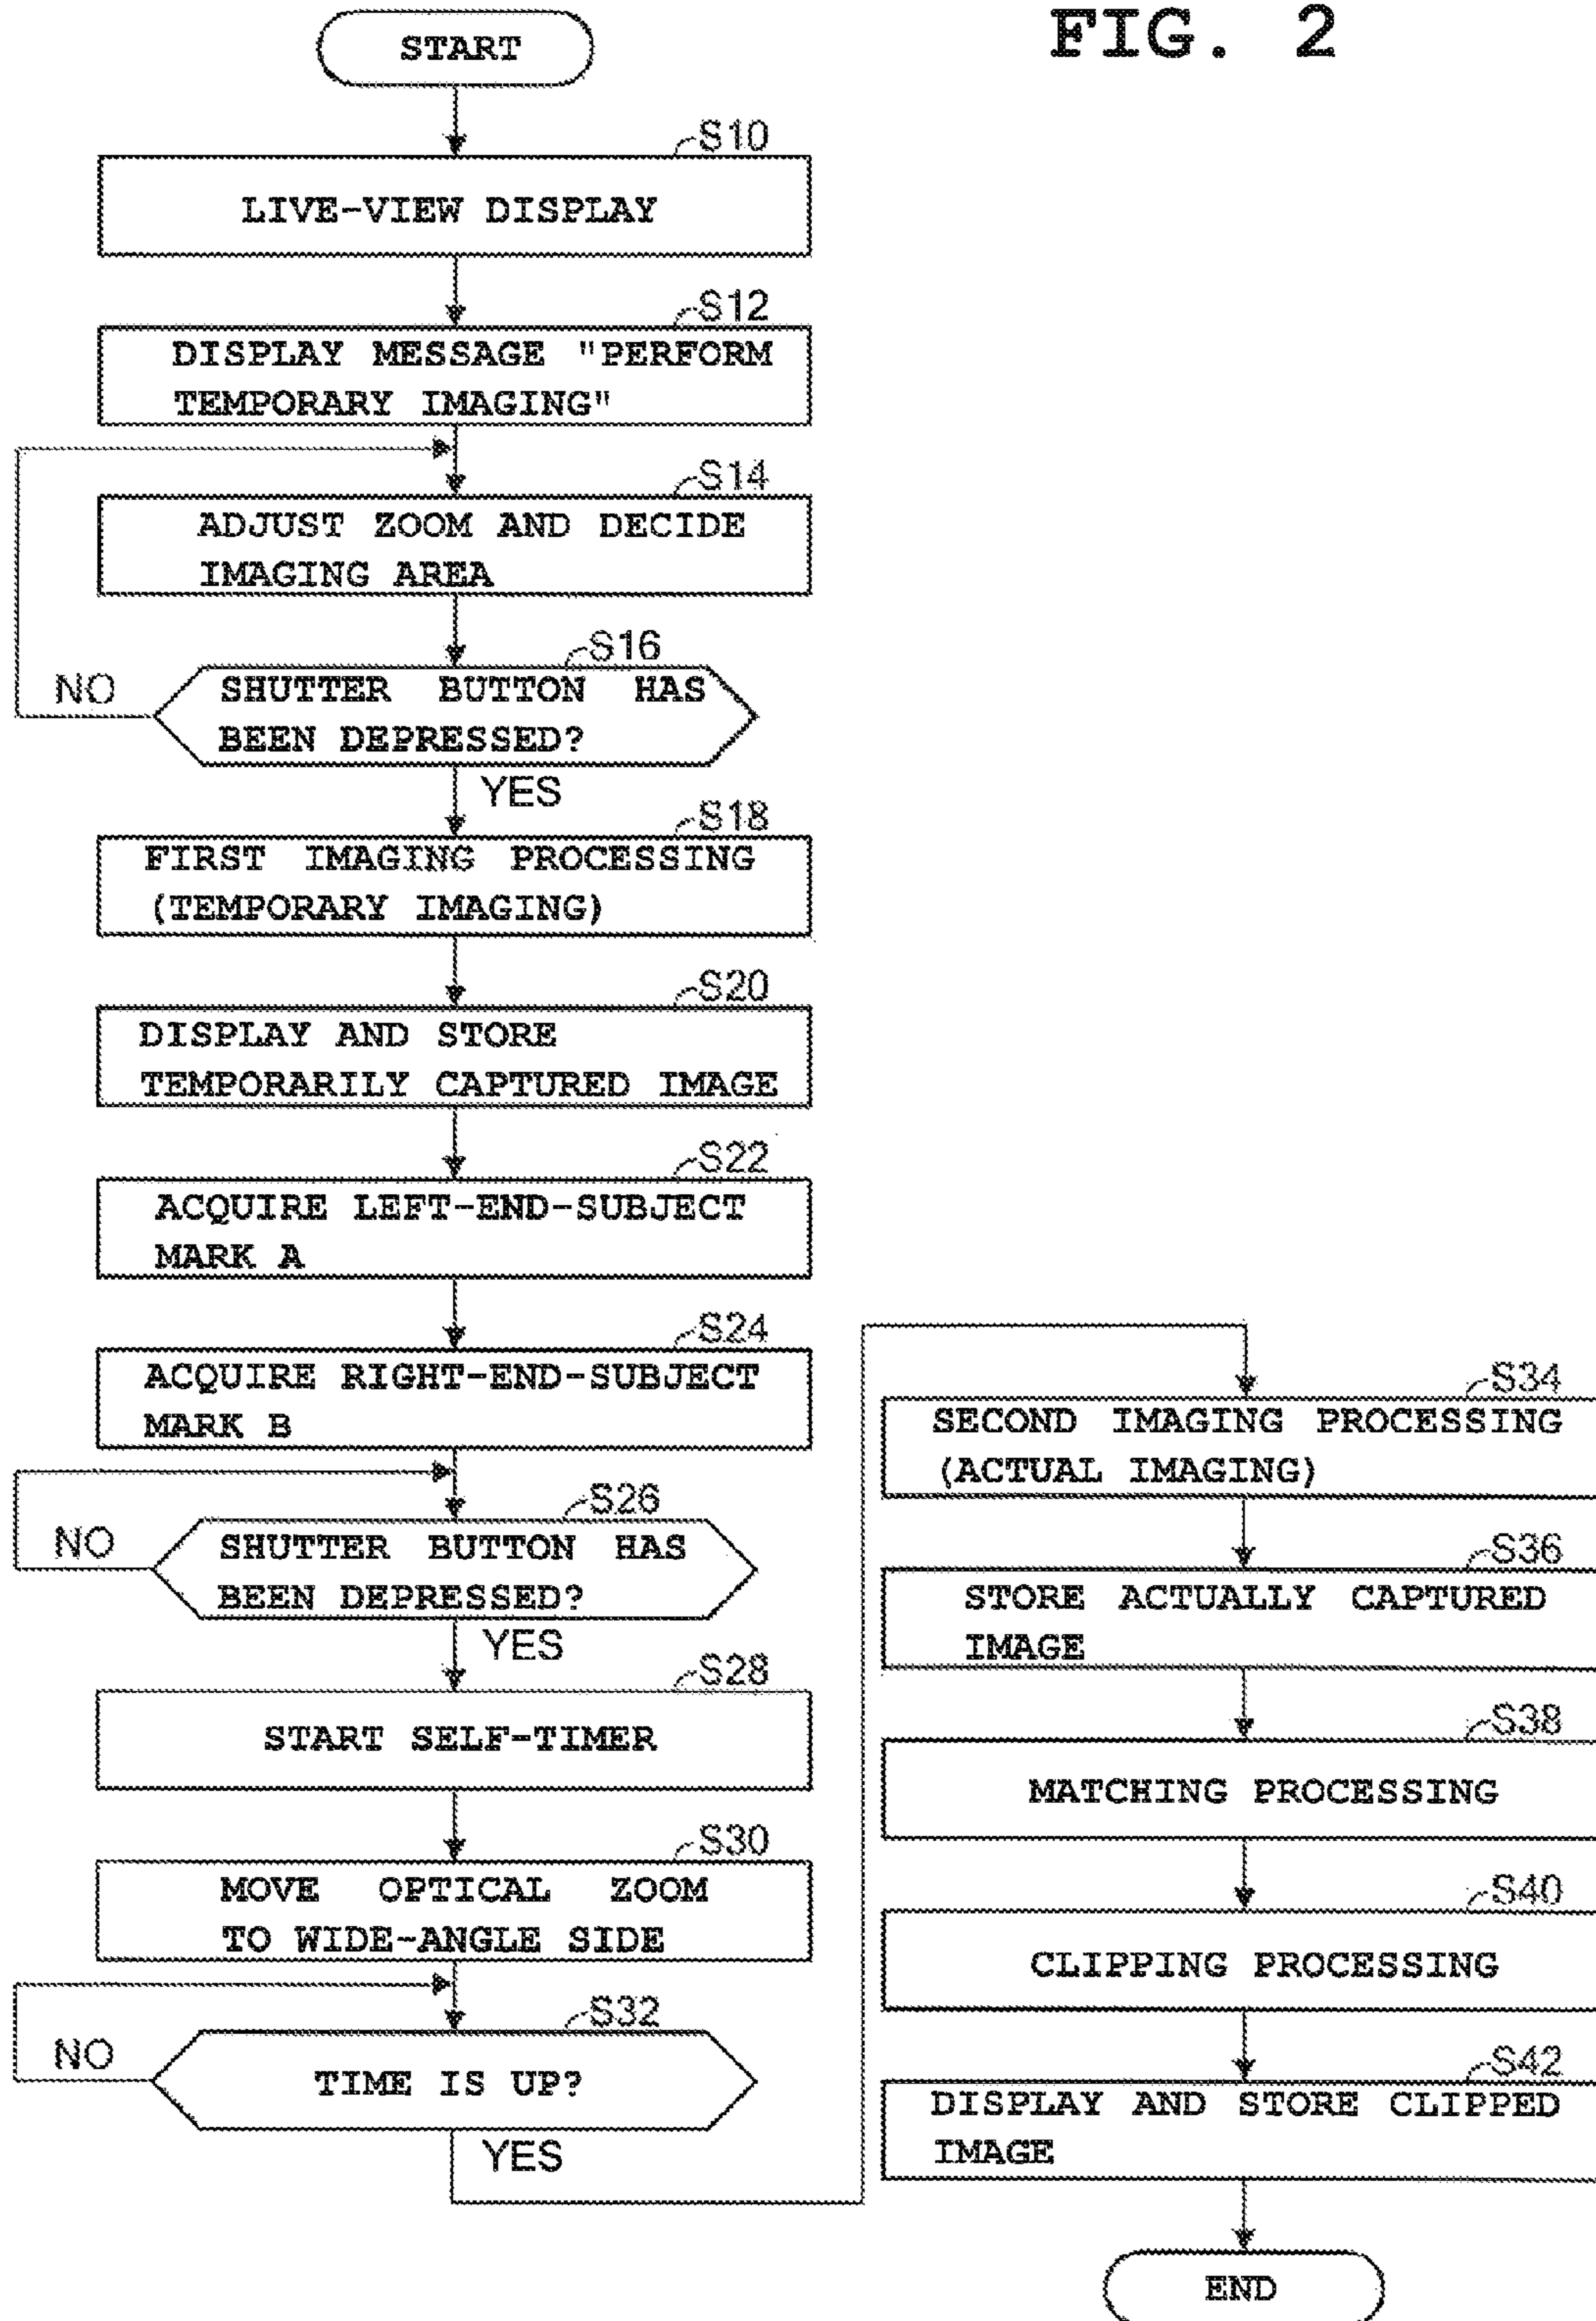 FIG. 2
START
S10
LIVE-VIEW DISPLAY
S12
DISPLAY MESSAGE "PERFORM
TEMPORARY IMAGING"
S14
ADJUST ZOOM AND DECIDE
IMAGING AREA
S16
SHUTTER BUTTON HAS
BEEN DEPRESSED?
NO
YES
S18
FIRST IMAGING PROCESSING
(TEMPORARY IMAGING)
S20
DISPLAY AND STORE
TEMPORARILY CAPTURED IMAGE
S22
ACQUIRE LEFT-END-SUBJECT
MARK A
S24
ACQUIRE RIGHT-END-SUBJECT
MARK B
S26
SHUTTER BUTTON HAS
BEEN DEPRESSED?
NO
YES
S28
START SELF-TIMER
S30
MOVE OPTICAL ZOOM
TO WIDE-ANGLE SIDE
S32
TIME IS UP?
NO
YES
S34
SECOND IMAGING PROCESSING
(ACTUAL IMAGING)
S36
STORE ACTUALLY CAPTURED
IMAGE
S38
MATCHING PROCESSING
S40
CLIPPING PROCESSING
S42
DISPLAY AND STORE CLIPPED
IMAGE
END